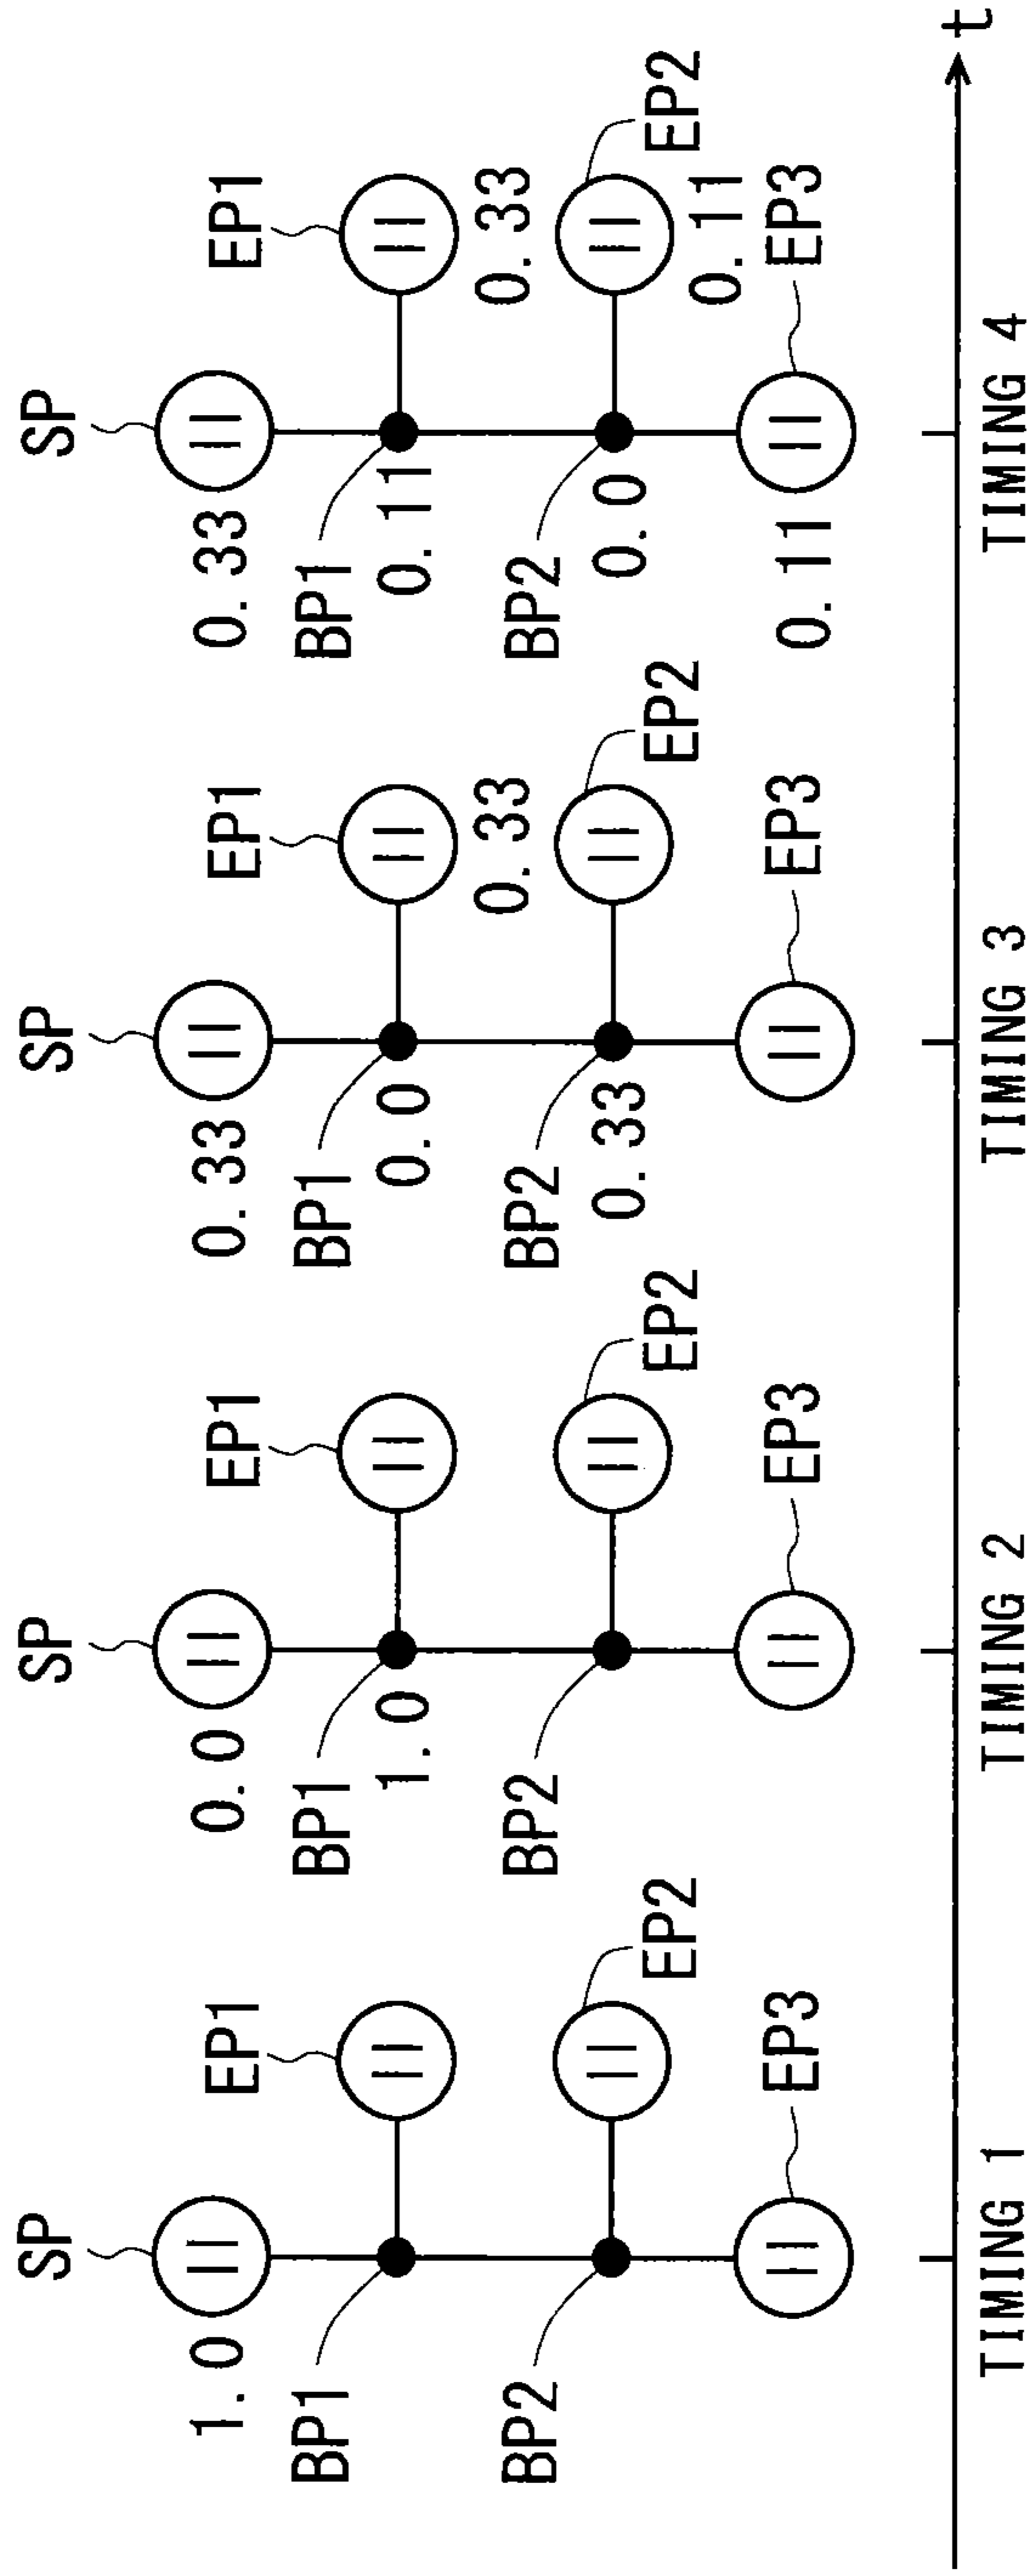 SP
1.0
EP1
BP1
EP2
BP2
EP3
TIMING 1
SP
0.0
EP1
BP1
1.0
EP2
BP2
EP3
TIMING 2
SP
0.33
EP1
BP1
0.0
0.33
EP2
BP2
0.33
EP3
TIMING 3
SP
0.33
EP1
BP1
0.11
0.33
EP2
BP2
0.0
0.11
EP3
0.11
TIMING 4
t